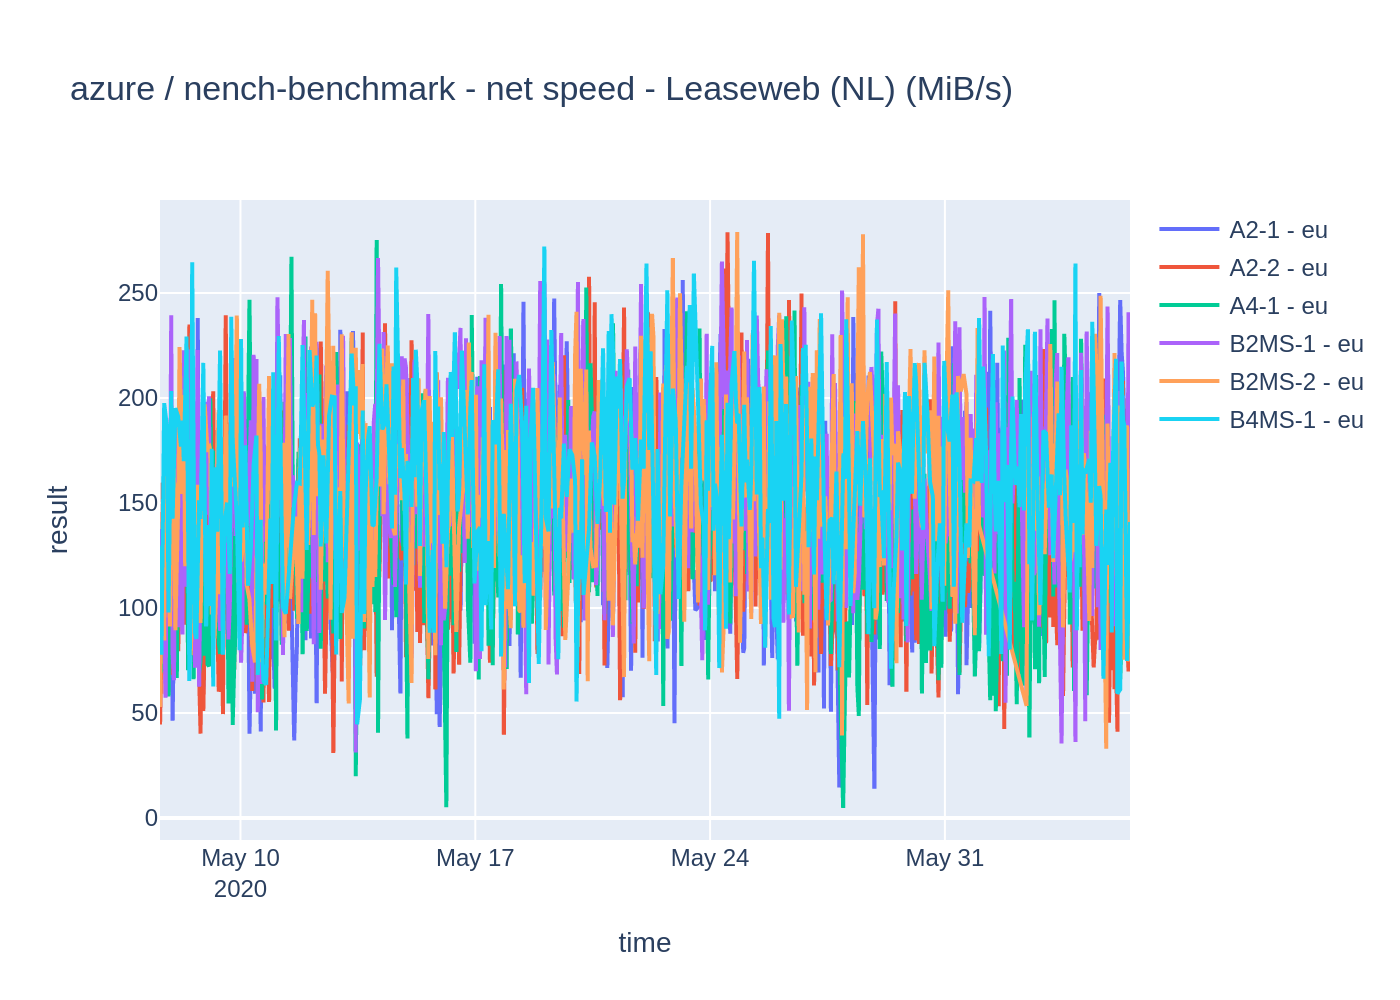 azure / nench-benchmark - net speed - Leaseweb (NL) (MiB/s)
A2-1 - eu
A2-2 - eu
A4-1 - eu
B2MS-1 - eu
B2MS-2 - eu
B4MS-1 - eu
250
200
150
100
50
0
result
May 10
2020
May 17
May 24
May 31
time